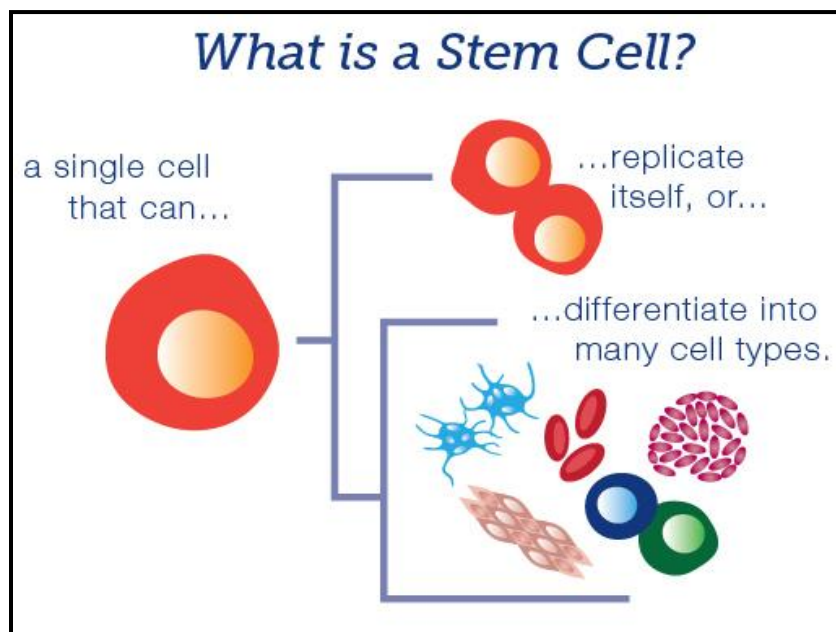 What is a Stem Cell?
a single cell
that can...
...replicate
itself, or...
...differentiate into
many cell types.